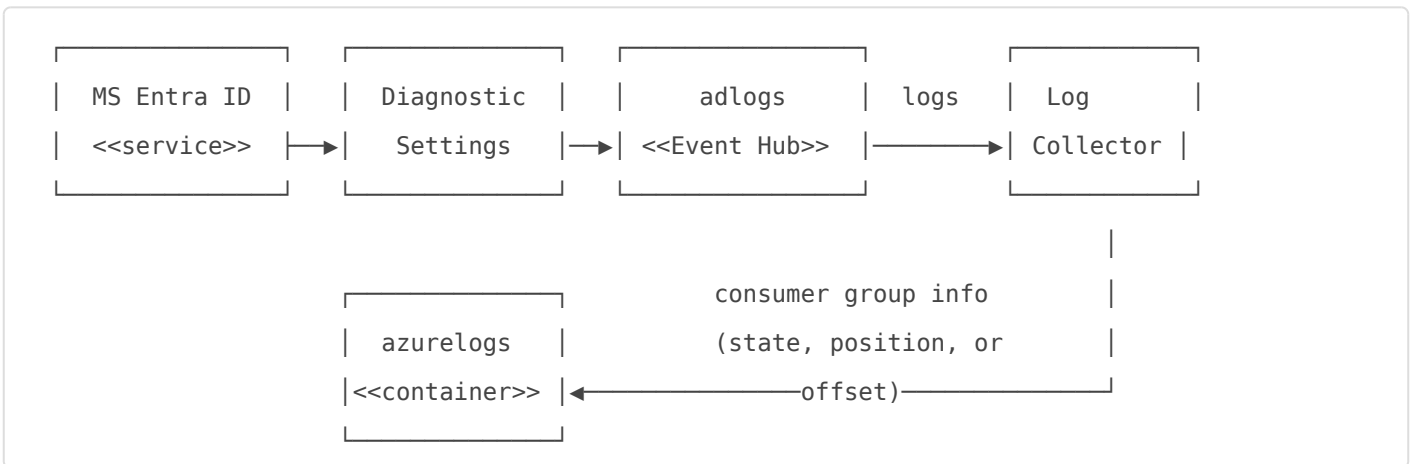 MS Entra ID Diagnostic adlogs logs Log
<<service>> Settings <<Event Hub>> Collector
consumer group info
azurelogs (state, position, or
<<container>> offset)